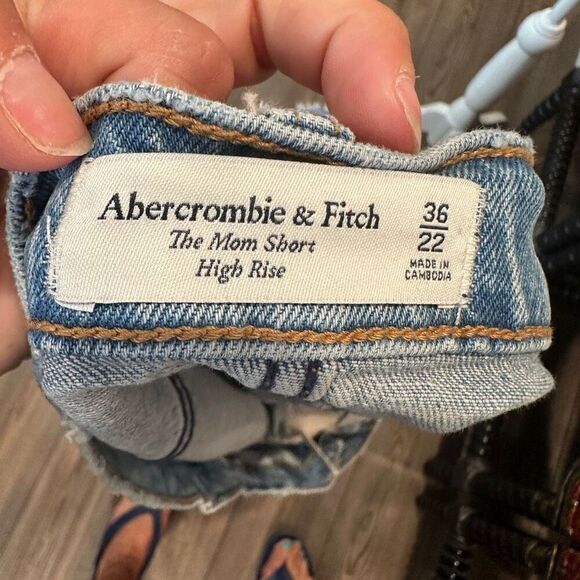 Abercrombie & Fitch
The Mom Short
High Rise
36
22
MADE IN
CAMBODIA